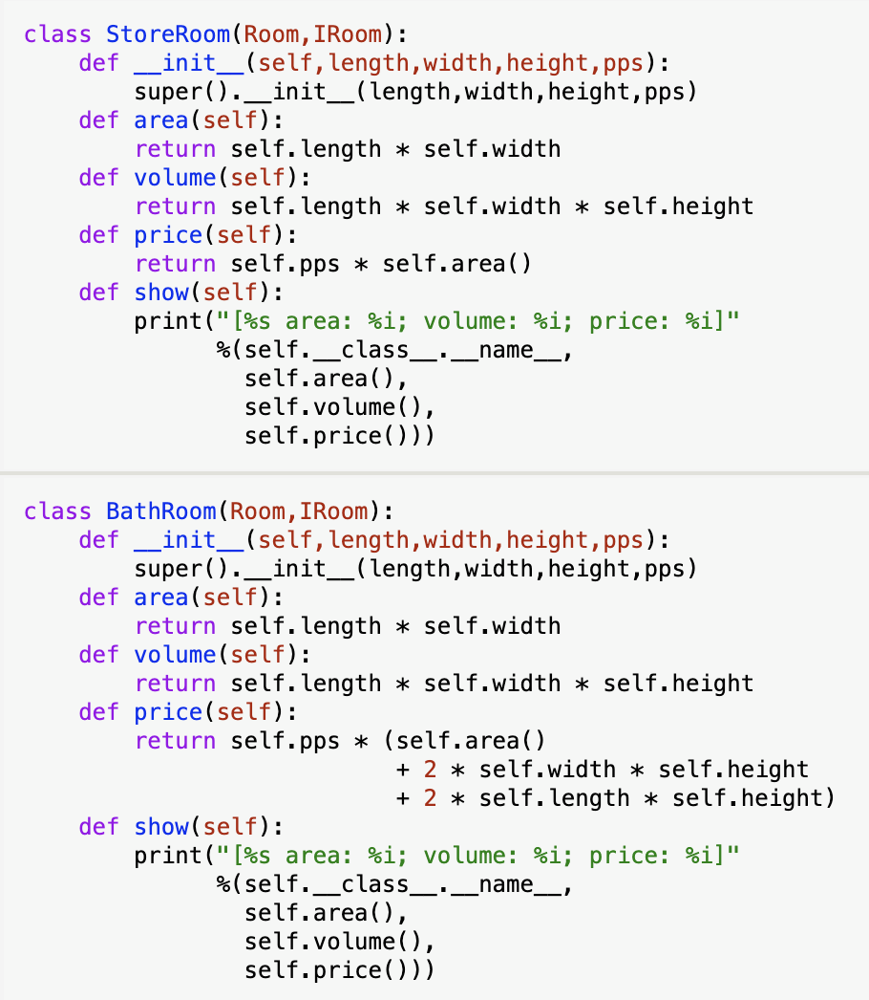 class StoreRoom(Room,IRoom):
    def __init__(self,length,width,height,pps):
        super().__init__(length,width,height,pps)
    def area(self):
        return self.length * self.width
    def volume(self):
        return self.length * self.width * self.height
    def price(self):
        return self.pps * self.area()
    def show(self):
        print("[%s area: %i; volume: %i; price: %i]"
              %(self.__class__.__name__,
                self.area(),
                self.volume(),
                self.price()))
class BathRoom(Room,IRoom):
    def __init__(self,length,width,height,pps):
        super().__init__(length,width,height,pps)
    def area(self):
        return self.length * self.width
    def volume(self):
        return self.length * self.width * self.height
    def price(self):
        return self.pps * (self.area()
                           + 2 * self.width * self.height
                           + 2 * self.length * self.height)
    def show(self):
        print("[%s area: %i; volume: %i; price: %i]"
              %(self.__class__.__name__,
                self.area(),
                self.volume(),
                self.price()))